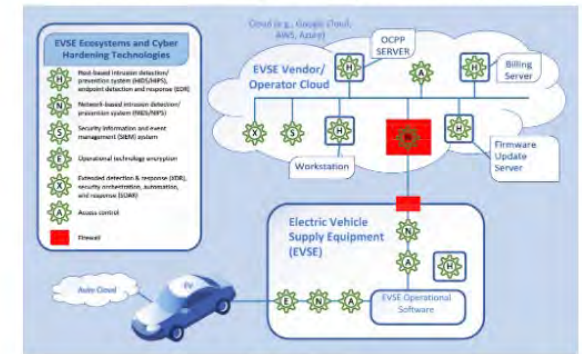 EVSE Ecosystems and Cyber
Hardening Technologies
H
Host-based intrusion detection/
prevention system (HIDS/HIPS),
endpoint detection and response (EDR)
N
Network-based intrusion detection/
prevention system (NIDS/NIPS)
S
Security information and event
management (SIEM) system
E
Operational technology encryption
X
Extended detection & response (XDR),
security orchestration, automation,
and response (SOAR)
A
Access control
Firewall
Cloud (e.g., Google Cloud,
AWS, Azure)
OCPP
SERVER
EVSE Vendor/
Operator Cloud
H
A
H
Billing
Server
X
S
H
H
Workstation
Firmware
Update
Server
Electric Vehicle
Supply Equipment
(EVSE)
N
A
H
Auto Cloud
EV
E
N
A
EVSE Operational
Software